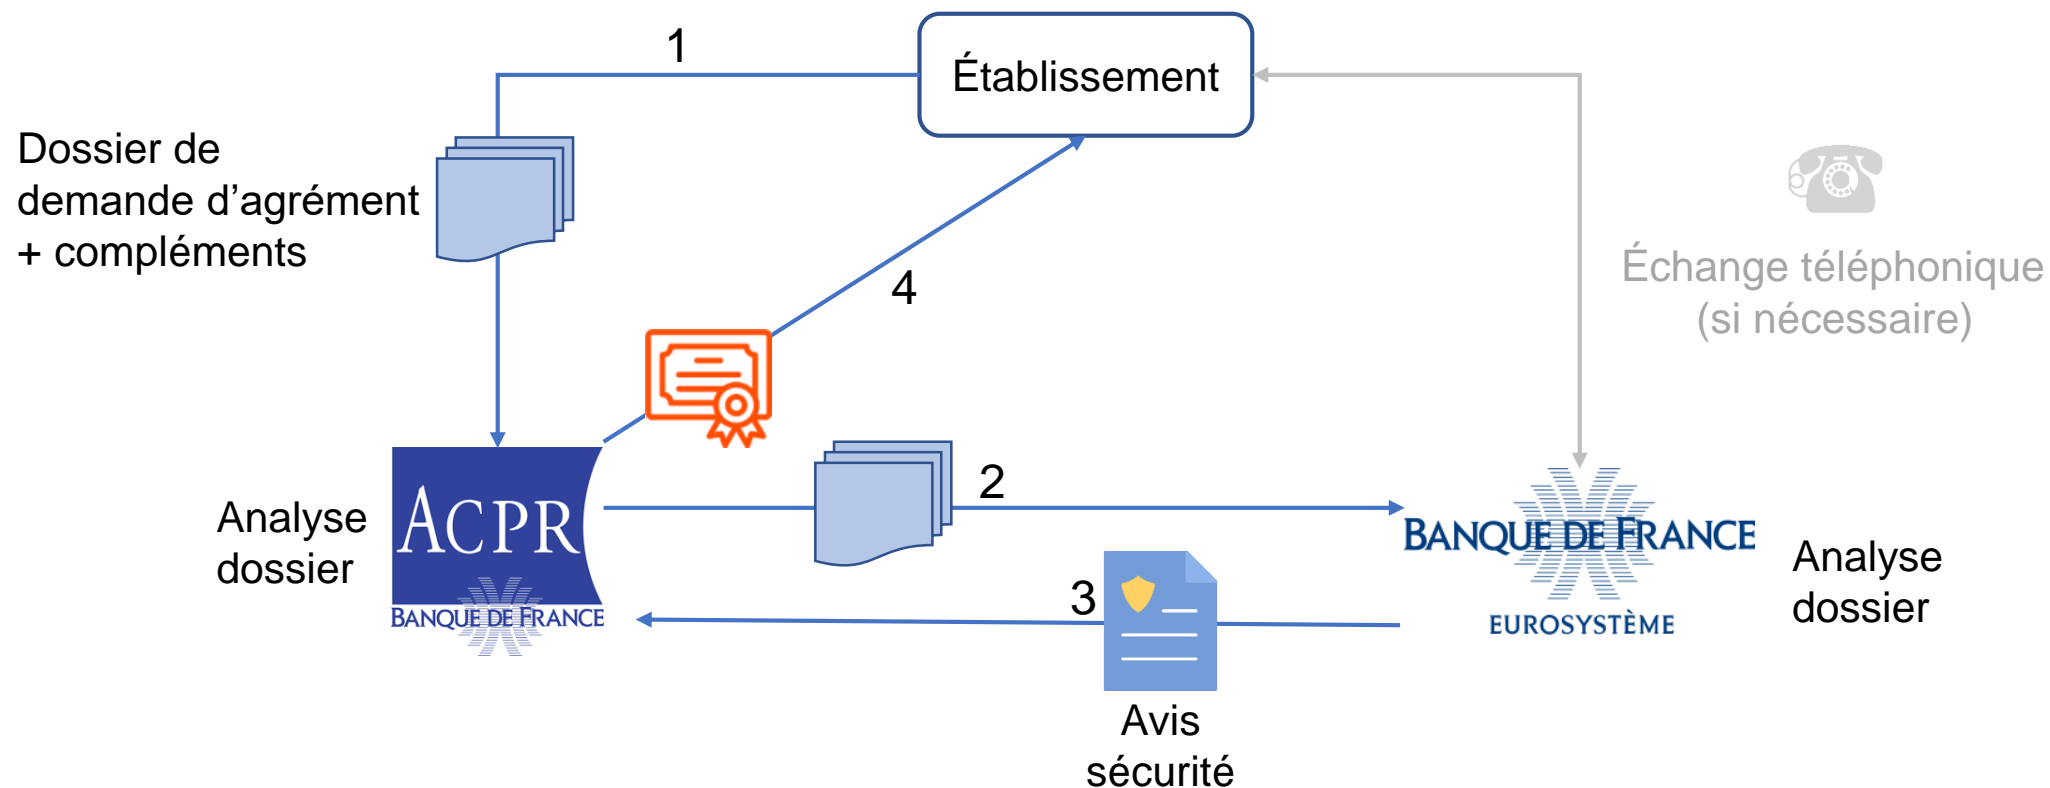 1
Établissement
Dossier de
demande d’agrément
+ compléments
Échange téléphonique
(si nécessaire)
4
2
Analyse
dossier
ACPR
BANQUE DE FRANCE
BANQUE DE FRANCE
EUROSYSTÈME
Analyse
dossier
3
Avis
sécurité